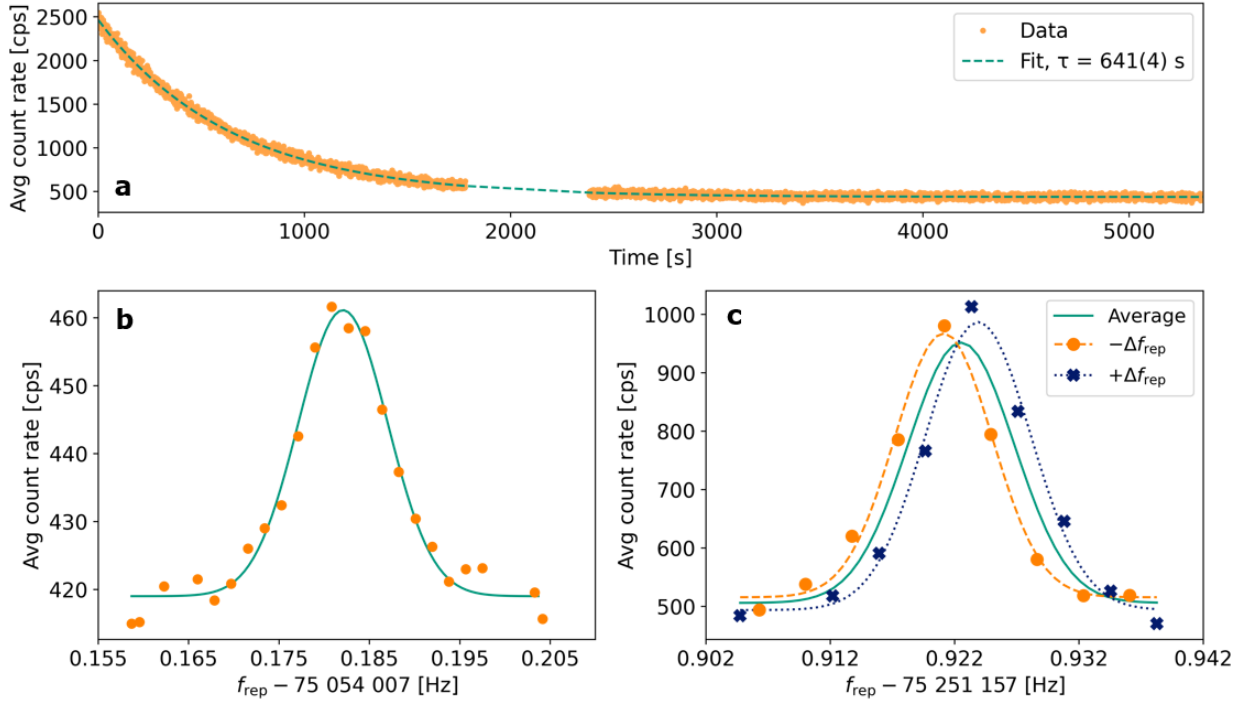 2500
2000
1500
1000
500
Avg count rate [cps]
a
Data
Fit, τ = 641(4) s
0 1000 2000 3000 4000 5000
Time [s]
b
460
450
440
430
420
Avg count rate [cps]
0.155 0.165 0.175 0.185 0.195 0.205
f_rep − 75 054 007 [Hz]
c
Average
−Δf_rep
+Δf_rep
1000
900
800
700
600
500
Avg count rate [cps]
0.902 0.912 0.922 0.932 0.942
f_rep − 75 251 157 [Hz]